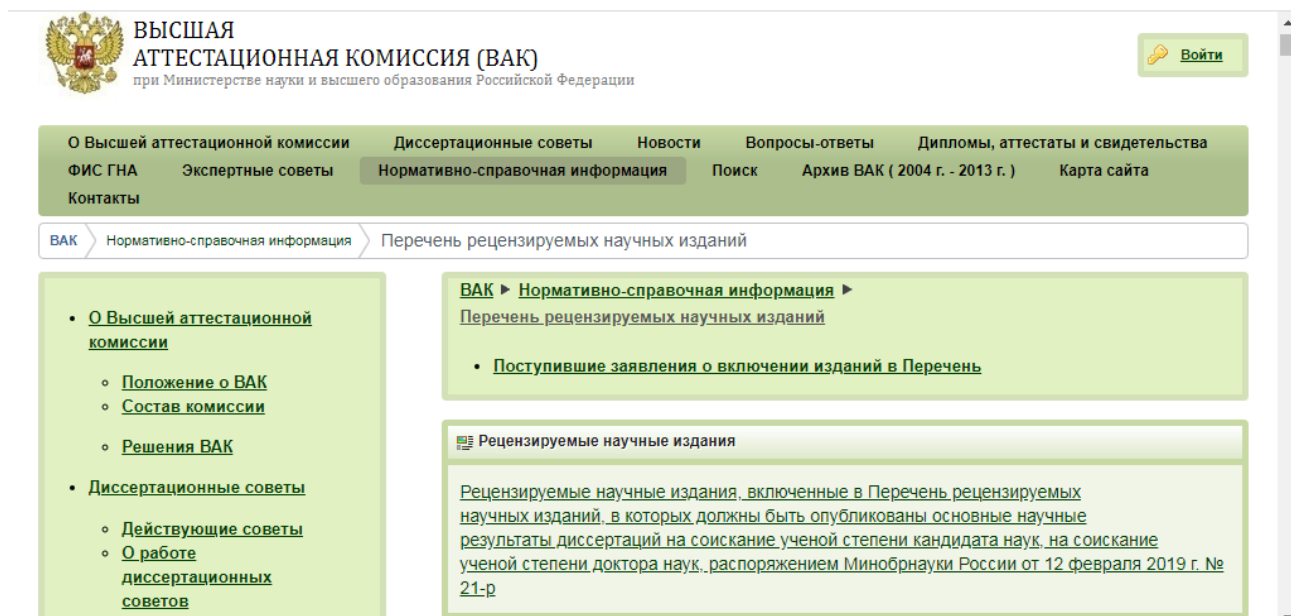 ВЫСШАЯ
АТТЕСТАЦИОННАЯ КОМИССИЯ (ВАК)
при Министерстве науки и высшего образования Российской Федерации
Войти
О Высшей аттестационной комиссии Диссертационные советы Новости Вопросы-ответы Дипломы, аттестаты и свидетельства
ФИС ГНА Экспертные советы Нормативно-справочная информация Поиск Архив ВАК ( 2004 г. - 2013 г. ) Карта сайта
Контакты
ВАК Нормативно-справочная информация Перечень рецензируемых научных изданий
• О Высшей аттестационной
комиссии
◦ Положение о ВАК
◦ Состав комиссии
◦ Решения ВАК
• Диссертационные советы
◦ Действующие советы
◦ О работе
диссертационных
советов
ВАК ► Нормативно-справочная информация ►
Перечень рецензируемых научных изданий
• Поступившие заявления о включении изданий в Перечень
Рецензируемые научные издания
Рецензируемые научные издания, включенные в Перечень рецензируемых
научных изданий, в которых должны быть опубликованы основные научные
результаты диссертаций на соискание ученой степени кандидата наук, на соискание
ученой степени доктора наук, распоряжением Минобрнауки России от 12 февраля 2019 г. №
21-р